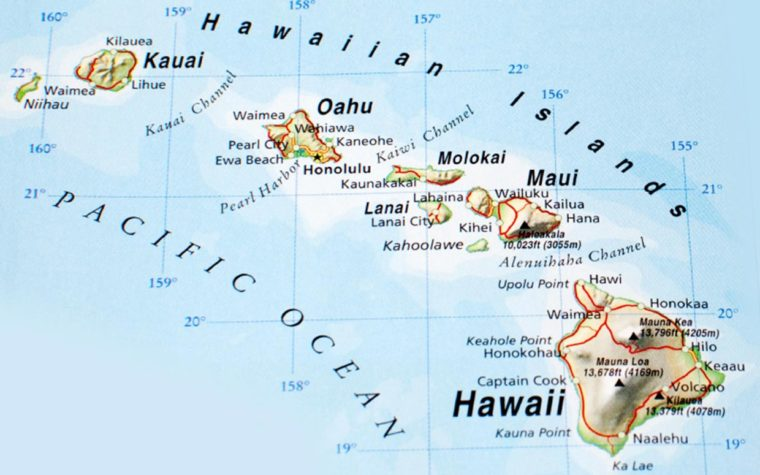 160°
159°
158°
157°
Hawaiian
Islands
Kilauea
Kauai
22°
22°
Waimea
Lihue
Niihau
Kauai Channel
156°
Oahu
Waimea
Wahiawa
Kaneohe
Pearl City
Ewa Beach
Honolulu
Pearl Harbor
Kaiwi Channel
155°
160°
Molokai
Kaunakakai
Maui
21°
21°
Lahaina
Wailuku
Kailua
Lanai
Lanai City
Kihei
Hana
Haleakala
10,023ft (3055m)
Kahoolawe
Alenuihaha Channel
PACIFIC OCEAN
159°
Upolu Point
Hawi
Honokaa
20°
20°
Waimea
Mauna Kea
13,796ft (4205m)
Keahole Point
Honokohau
Hilo
Mauna Loa
13,678ft (4169m)
Keaau
158°
Captain Cook
Volcano
Kilauea
13,379ft (4078m)
Hawaii
Kauna Point
Naalehu
19°
19°
Ka Lae